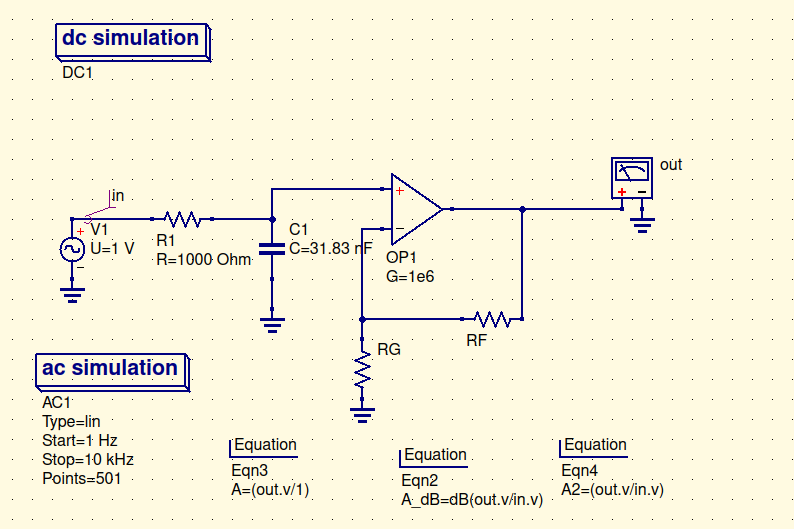 dc simulation
DC1
out
in
+
V1
U=1 V
R1
R=1000 Ohm
C1
C=31.83 nF
+
OP1
G=1e6
+
RG
RF
ac simulation
AC1
Type=lin
Start=1 Hz
Stop=10 kHz
Points=501
Equation
Eqn3
A=(out.v/1)
Equation
Eqn2
A_dB=dB(out.v/in.v)
Equation
Eqn4
A2=(out.v/in.v)